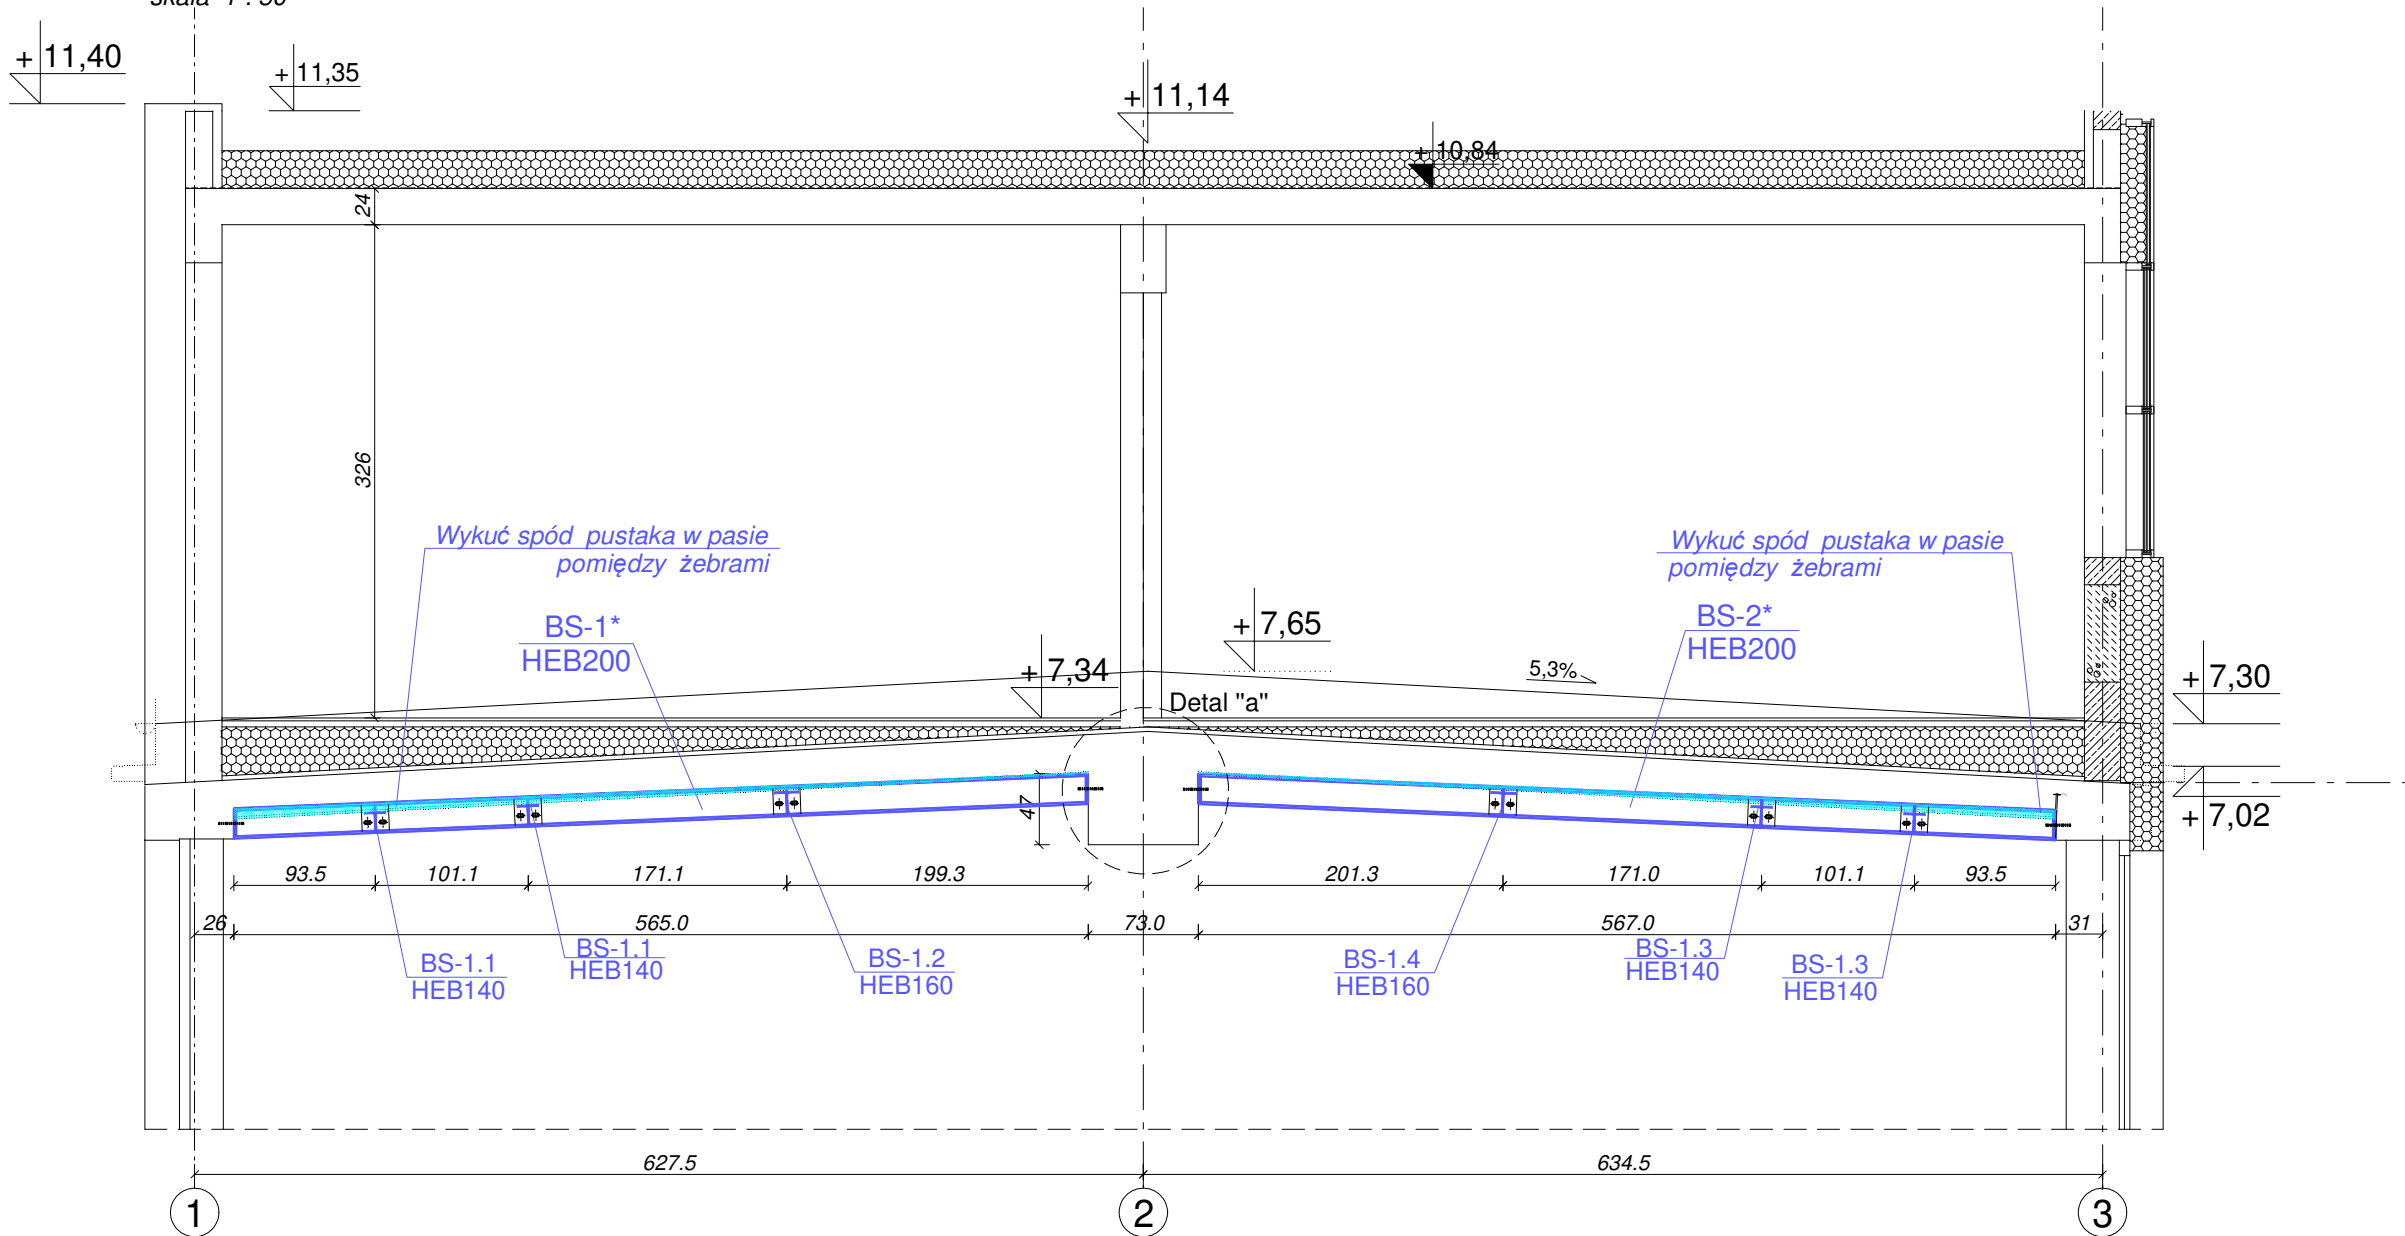 skala 1 : 50
+ 11,40
+ 11,35
+ 11,14
+ 10,84
24
326
Wykuć spód pustaka w pasie
pomiędzy żebrami
Wykuć spód pustaka w pasie
pomiędzy żebrami
BS-1*
HEB200
BS-2*
HEB200
+ 7,65
+ 7,34
5,3%
+ 7,30
Detal "a"
47
+ 7,02
93.5
101.1
171.1
199.3
201.3
171.0
101.1
93.5
26
565.0
73.0
567.0
31
BS-1.1
HEB140
BS-1.1
HEB140
BS-1.2
HEB160
BS-1.4
HEB160
BS-1.3
HEB140
BS-1.3
HEB140
627.5
634.5
1
2
3